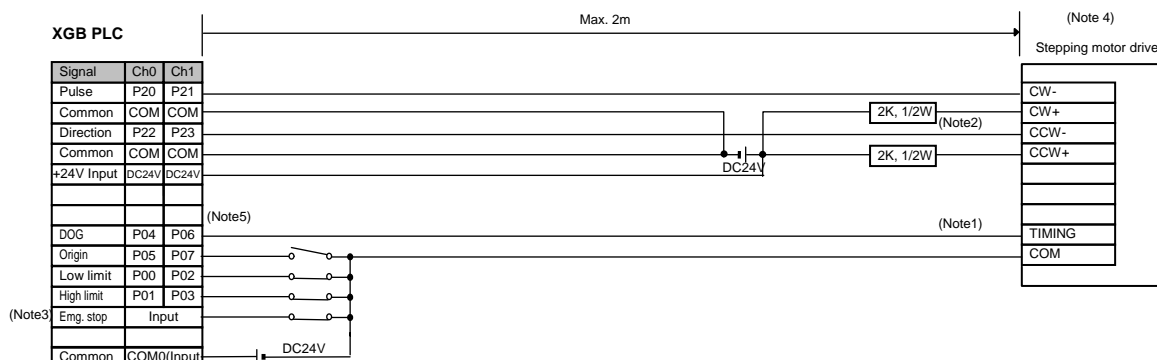 Max. 2m
(Note 4)
XGB PLC
Stepping motor drive
Signal Ch0 Ch1
Pulse P20 P21 CW-
Common COM COM 2K, 1/2W CW+
(Note2)
Direction P22 P23 CCW-
Common COM COM 2K, 1/2W CCW+
DC24V
+24V Input DC24V DC24V
(Note5)
(Note1)
DOG P04 P06 TIMING
Origin P05 P07 COM
Low limit P00 P02
High limit P01 P03
(Note3) Emg. stop Input
DC24V
Common COM0(Input